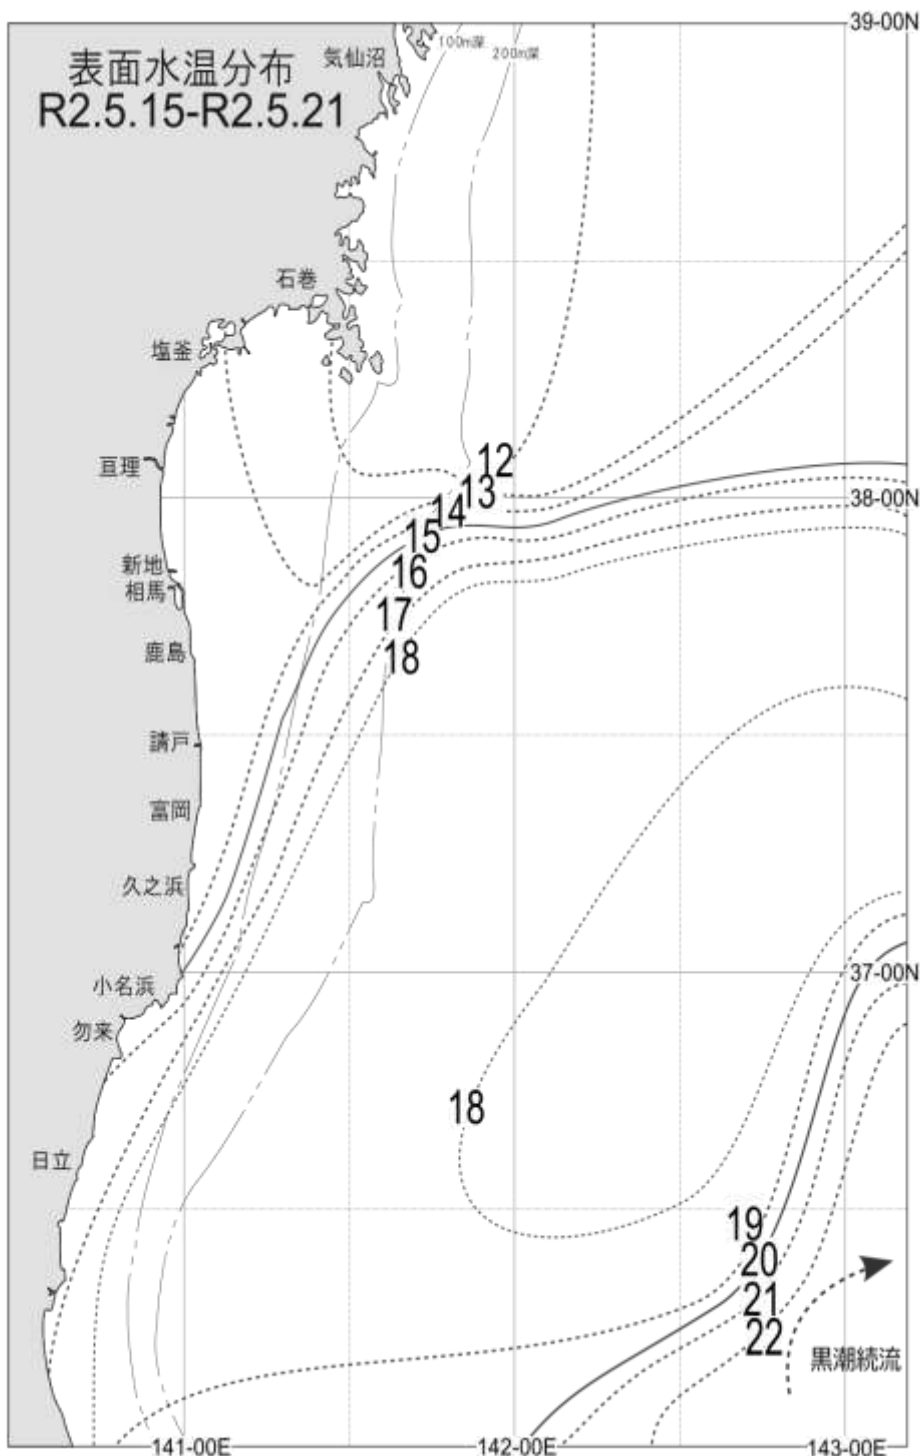 39-00N
100m深
200m深
気仙沼
表面水温分布
R2.5.15-R2.5.21
石巻
塩釜
亘理
12
13
38-00N
14
15
新地
16
相馬
17
鹿島
18
請戸
富岡
久之浜
37-00N
小名浜
勿来
18
日立
19
20
21
22
黒潮続流
141-00E
142-00E
143-00E